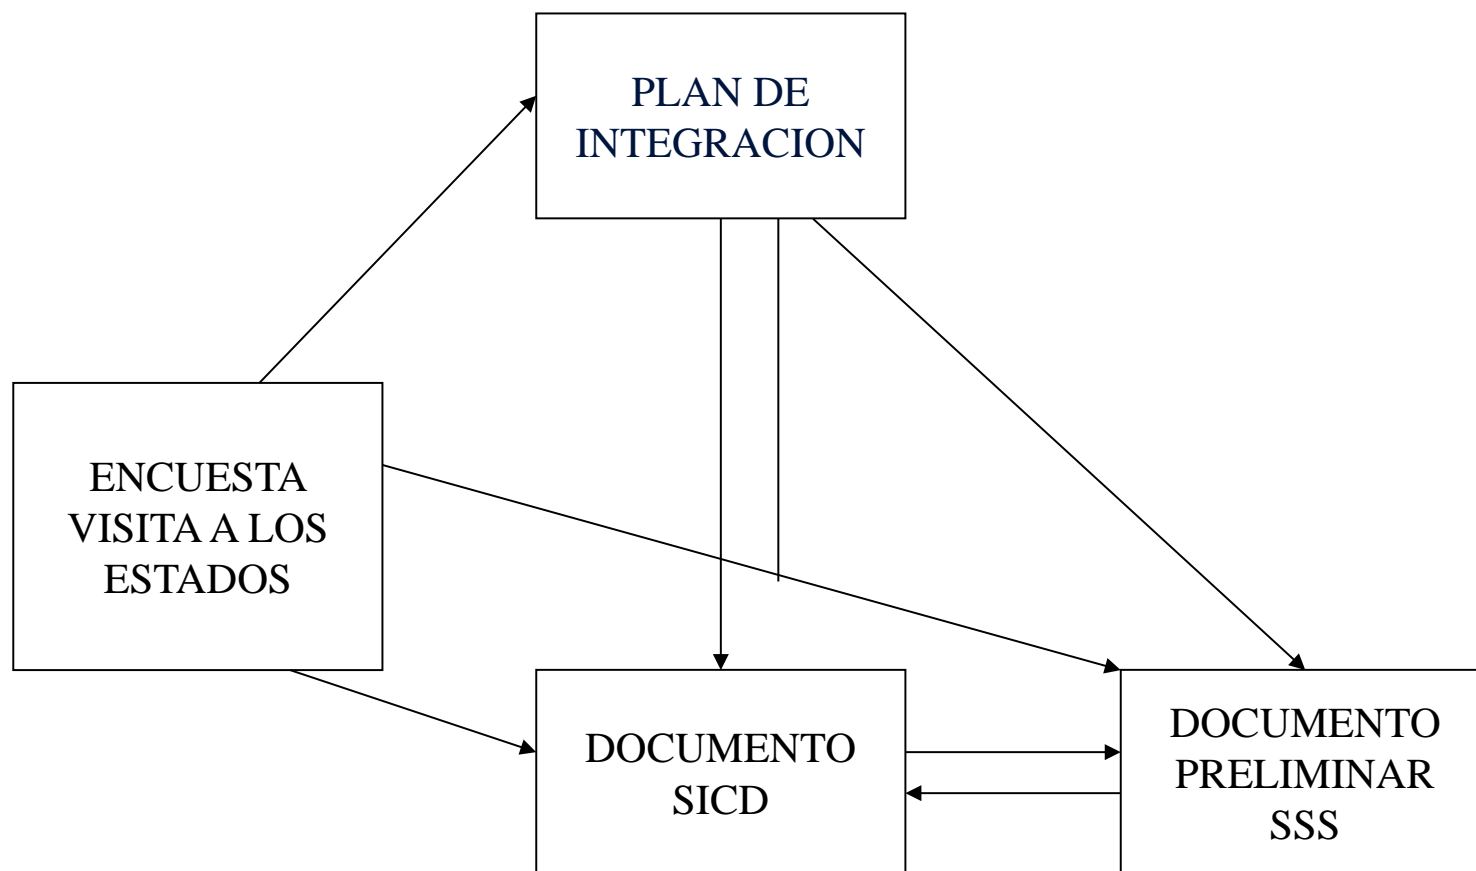 PLAN DE
INTEGRACION
ENCUESTA
VISITA A LOS
ESTADOS
DOCUMENTO
SICD
DOCUMENTO
PRELIMINAR
SSS